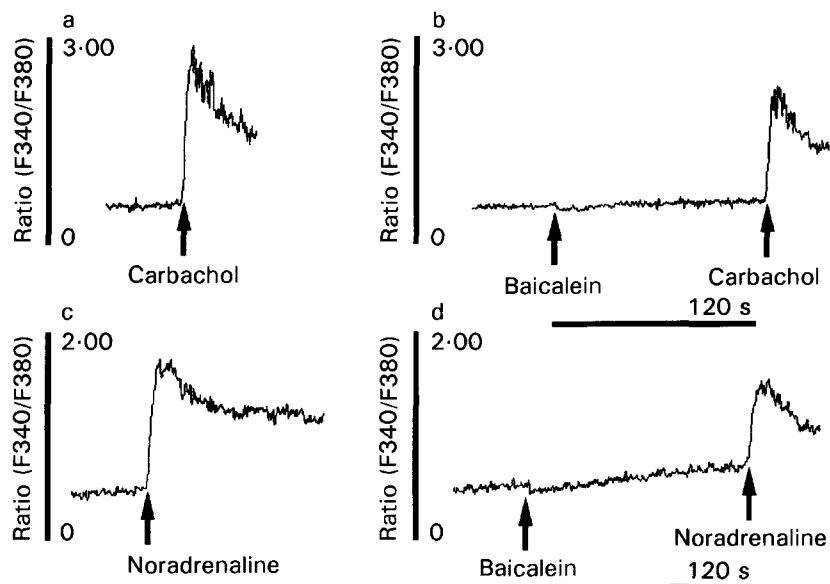 a
Ratio (F340/F380)
3·00
0
Carbachol
b
Ratio (F340/F380)
3·00
0
Baicalein
Carbachol
120 s
c
Ratio (F340/F380)
2·00
0
Noradrenaline
d
Ratio (F340/F380)
2·00
0
Baicalein
Noradrenaline
120 s